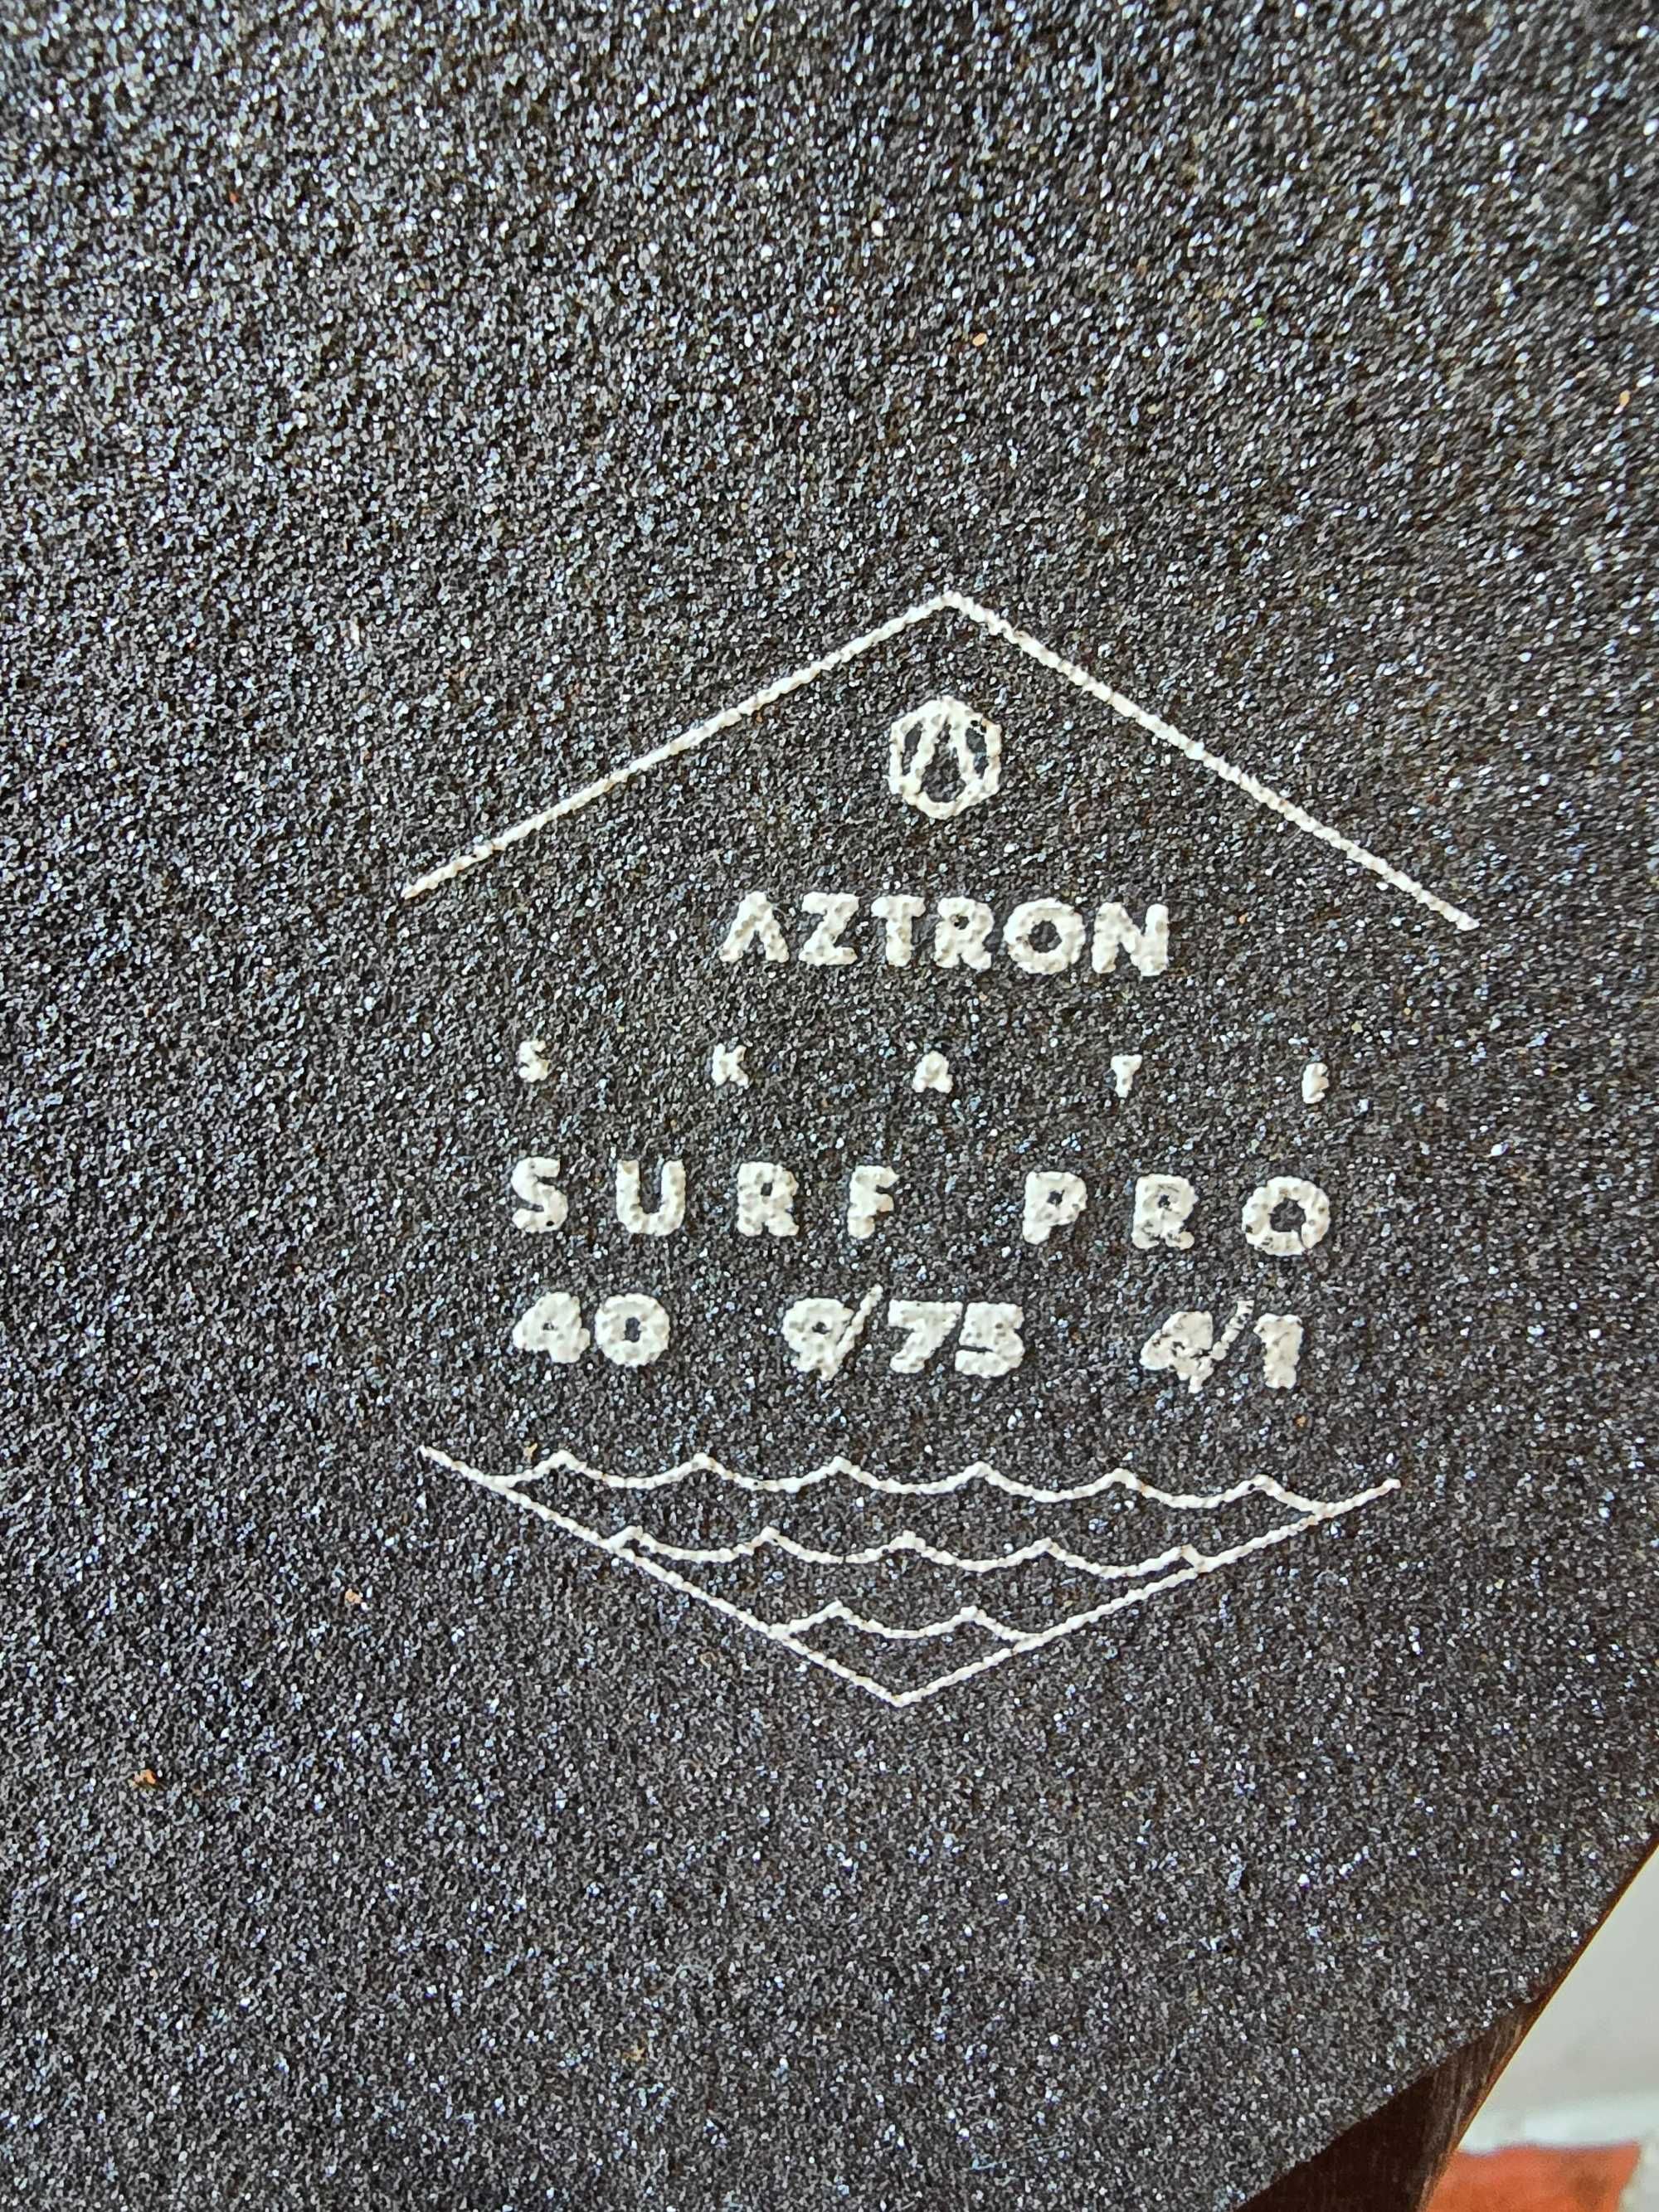 AZTRON
SKATE
SURF PRO
40 9/75 4/1